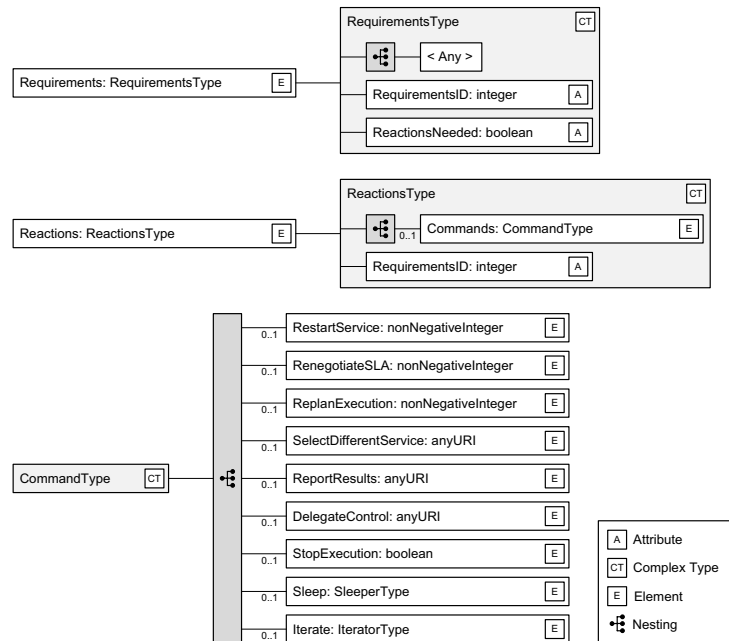 RequirementsType CT
< Any >
Requirements: RequirementsType E
RequirementsID: integer A
ReactionsNeeded: boolean A
ReactionsType CT
Reactions: ReactionsType E
0..1 Commands: CommandType E
RequirementsID: integer A
0..1 RestartService: nonNegativeInteger E
0..1 RenegotiateSLA: nonNegativeInteger E
0..1 ReplanExecution: nonNegativeInteger E
0..1 SelectDifferentService: anyURI E
CommandType CT
0..1 ReportResults: anyURI E
0..1 DelegateControl: anyURI E
0..1 StopExecution: boolean E
0..1 Sleep: SleeperType E
0..1 Iterate: IteratorType E
A Attribute
CT Complex Type
E Element
Nesting